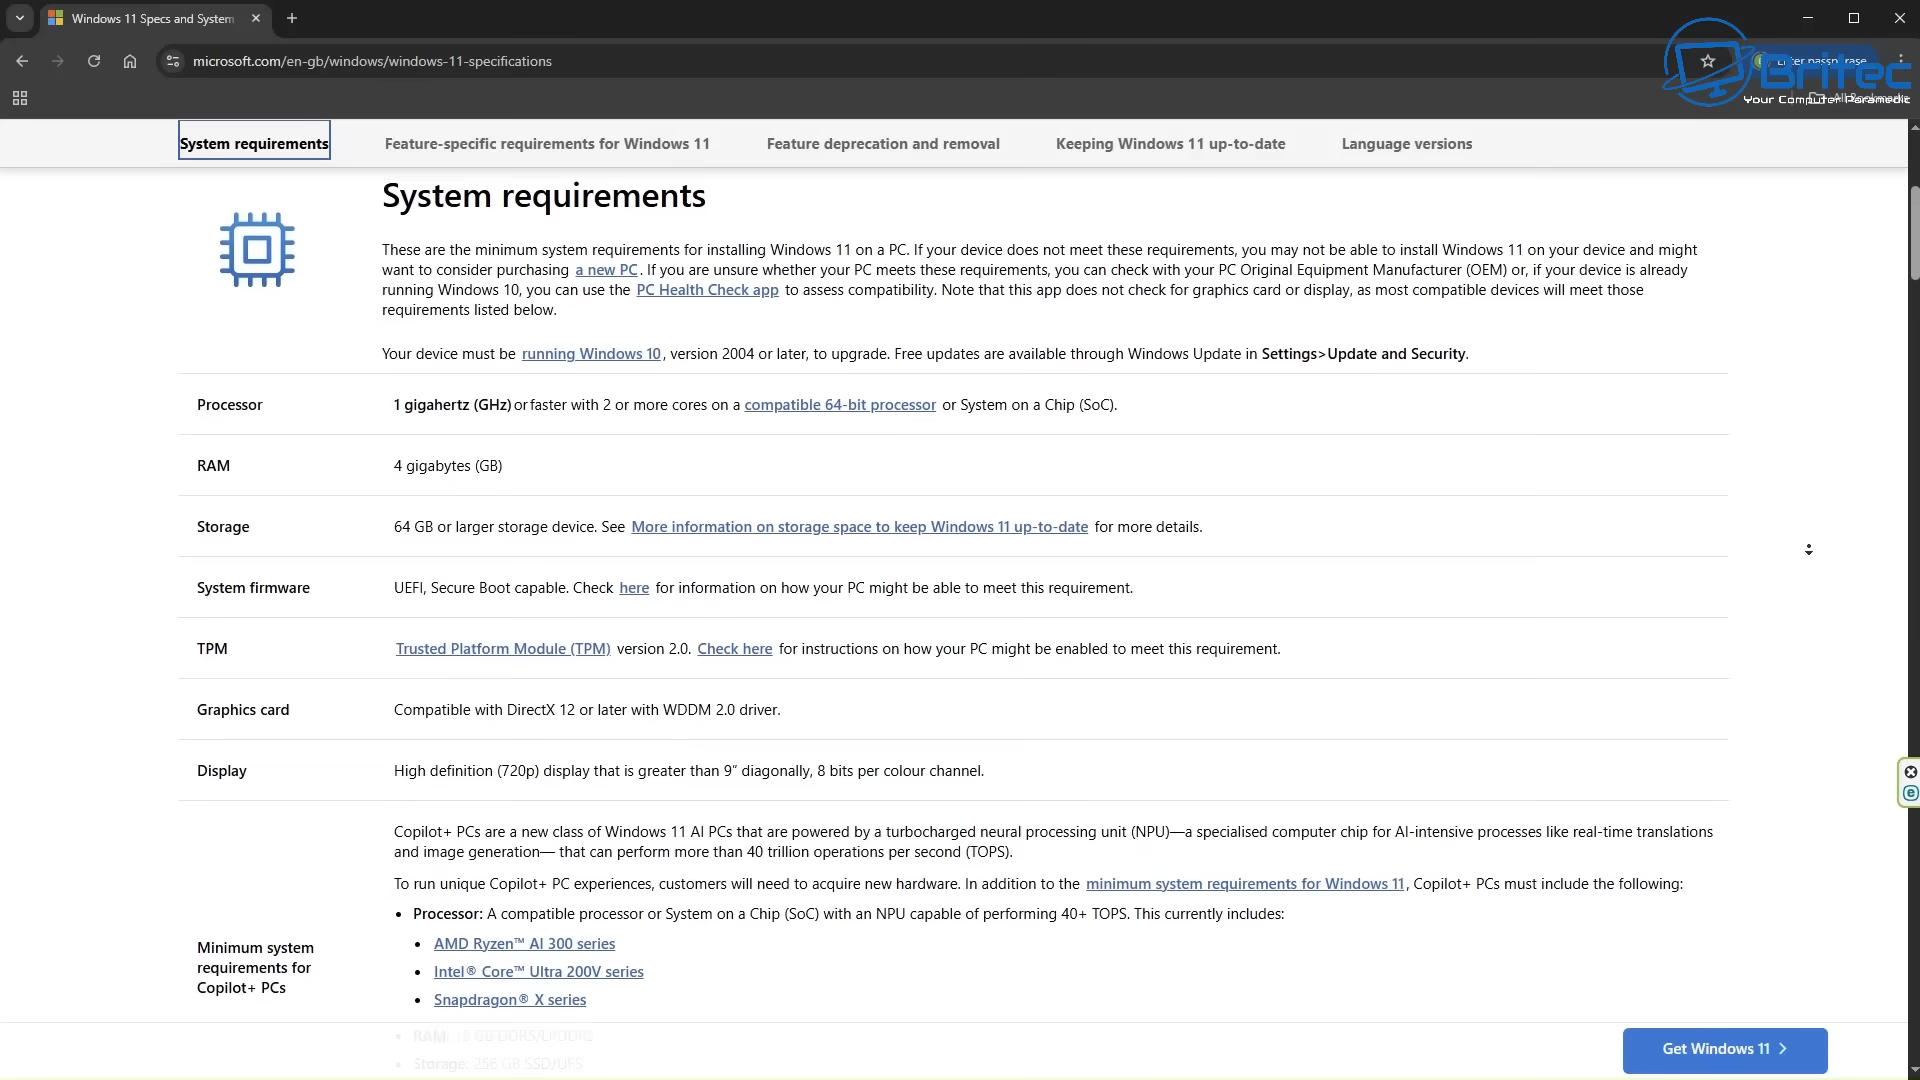 Windows 11 Specs and System
microsoft.com/en-gb/windows/windows-11-specifications
Enter passphrase
Britec
Your Computer Paramedic
All Bookmarks
System requirements
Feature-specific requirements for Windows 11
Feature deprecation and removal
Keeping Windows 11 up-to-date
Language versions
System requirements
These are the minimum system requirements for installing Windows 11 on a PC. If your device does not meet these requirements, you may not be able to install Windows 11 on your device and might
want to consider purchasing a new PC. If you are unsure whether your PC meets these requirements, you can check with your PC Original Equipment Manufacturer (OEM) or, if your device is already
running Windows 10, you can use the PC Health Check app to assess compatibility. Note that this app does not check for graphics card or display, as most compatible devices will meet those
requirements listed below.
Your device must be running Windows 10, version 2004 or later, to upgrade. Free updates are available through Windows Update in Settings>Update and Security.
Processor
1 gigahertz (GHz) or faster with 2 or more cores on a compatible 64-bit processor or System on a Chip (SoC).
RAM
4 gigabytes (GB)
Storage
64 GB or larger storage device. See More information on storage space to keep Windows 11 up-to-date for more details.
System firmware
UEFI, Secure Boot capable. Check here for information on how your PC might be able to meet this requirement.
TPM
Trusted Platform Module (TPM) version 2.0. Check here for instructions on how your PC might be enabled to meet this requirement.
Graphics card
Compatible with DirectX 12 or later with WDDM 2.0 driver.
Display
High definition (720p) display that is greater than 9” diagonally, 8 bits per colour channel.
Copilot+ PCs are a new class of Windows 11 AI PCs that are powered by a turbocharged neural processing unit (NPU)—a specialised computer chip for AI-intensive processes like real-time translations
and image generation— that can perform more than 40 trillion operations per second (TOPS).
To run unique Copilot+ PC experiences, customers will need to acquire new hardware. In addition to the minimum system requirements for Windows 11, Copilot+ PCs must include the following:
• Processor: A compatible processor or System on a Chip (SoC) with an NPU capable of performing 40+ TOPS. This currently includes:
• AMD Ryzen™ AI 300 series
• Intel® Core™ Ultra 200V series
• Snapdragon® X series
Minimum system
requirements for
Copilot+ PCs
• RAM:
• Storage: 256 GB SSD/UFS
Get Windows 11